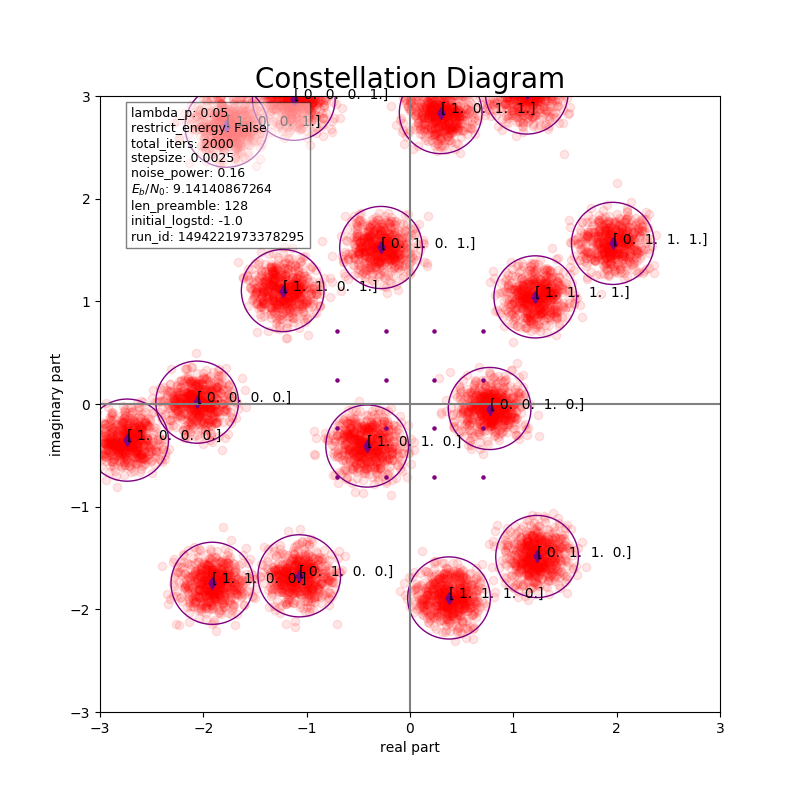 Constellation Diagram
[ 0. 0. 0. 1.]
[ 1. 0. 1. 1.]
lambda_p: 0.05
restrict_energy: False
total_iters: 2000
stepsize: 0.0025
noise_power: 0.16
E_b/N_0: 9.14140867264
len_preamble: 128
initial_logstd: -1.0
run_id: 1494221973378295
[ 1. 0. 0. 1.]
[ 0. 1. 0. 1.]
[ 0. 1. 1. 1.]
[ 1. 1. 0. 1.]
[ 1. 1. 1. 1.]
[ 0. 0. 0. 0.]
[ 0. 0. 1. 0.]
[ 1. 0. 0. 0.]
[ 1. 0. 1. 0.]
[ 1. 1. 0. 0.]
[ 0. 1. 0. 0.]
[ 0. 1. 1. 0.]
[ 1. 1. 1. 0.]
3
2
1
0
−1
−2
−3
imaginary part
−3 −2 −1 0 1 2 3
real part